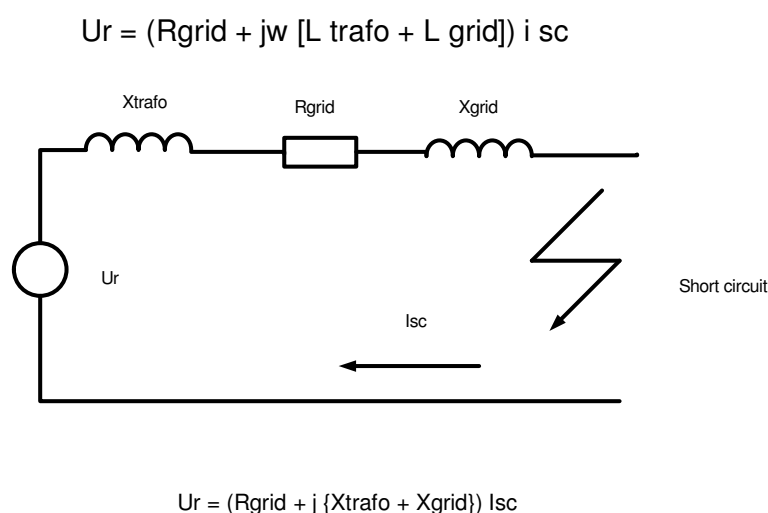 Ur = (Rgrid + jw [L trafo + L grid]) i sc
Xtrafo
Rgrid
Xgrid
Ur
Short circuit
Isc
Ur = (Rgrid + j {Xtrafo + Xgrid}) Isc